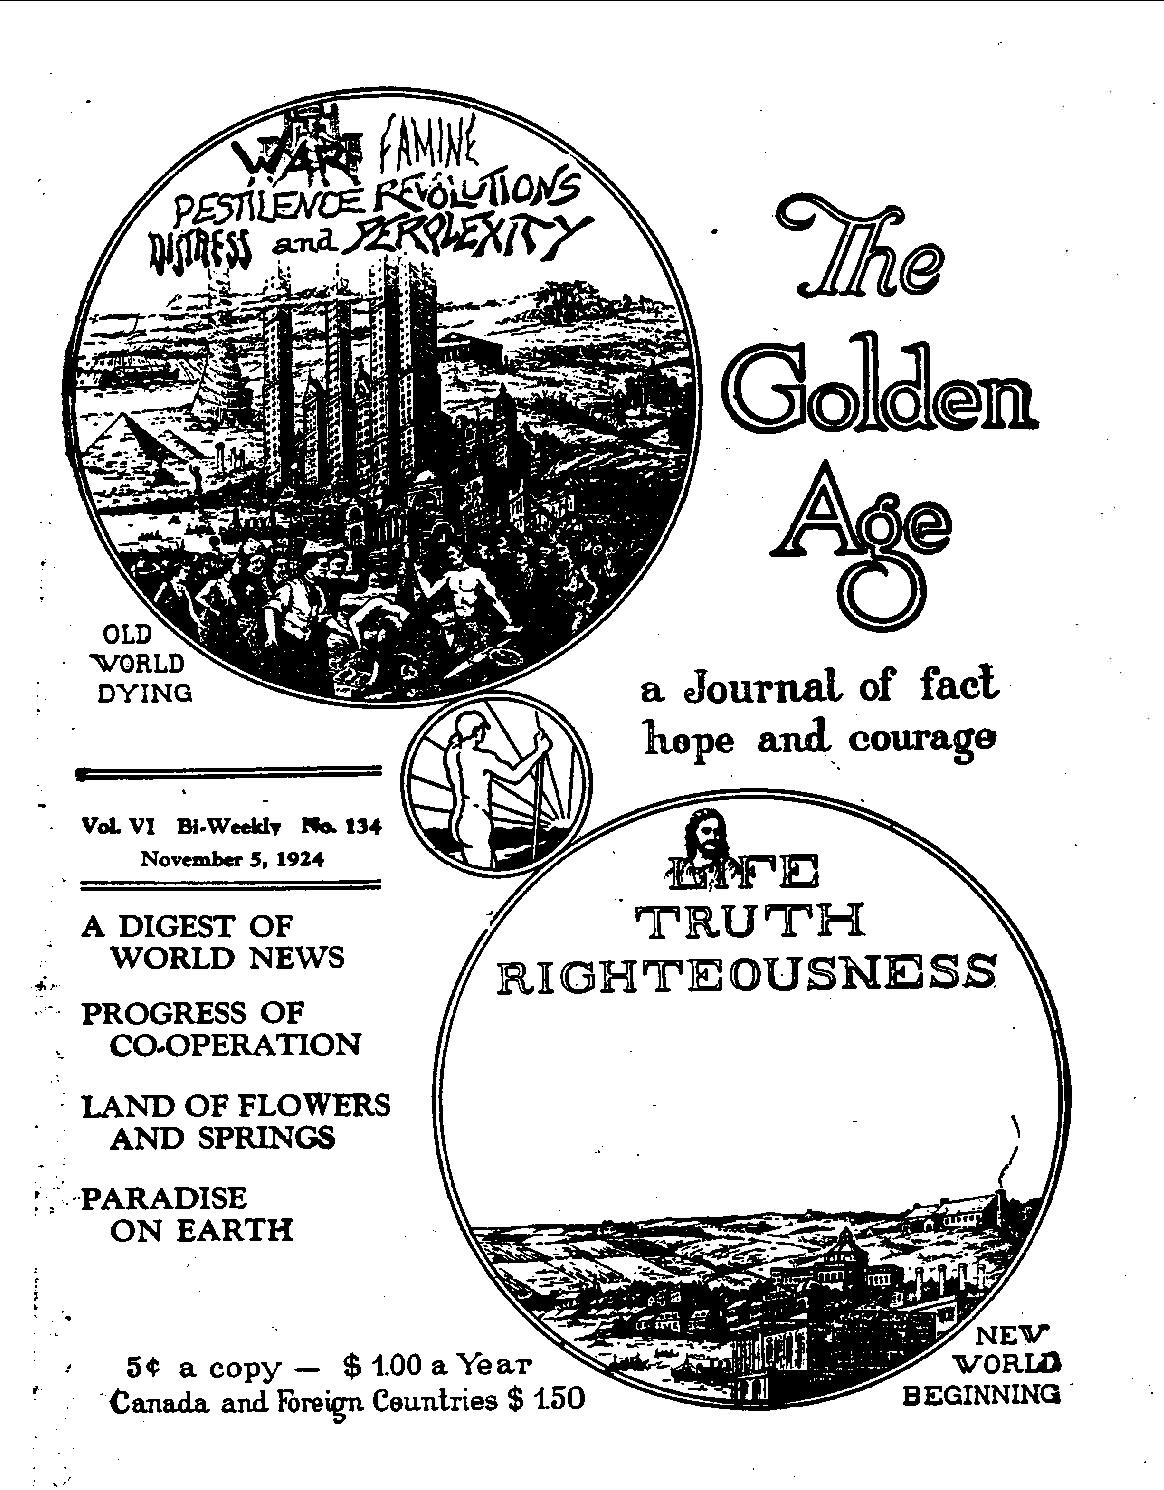 WAR FAMINE
PESTILENCE REVOLUTIONS
DISTRESS and PERPLEXITY
The
Golden
Age
a Journal of fact
hope and courage
OLD
WORLD
DYING
Vol. VI Bi-Weekly No. 134
November 5, 1924
A DIGEST OF
WORLD NEWS
PROGRESS OF
CO-OPERATION
LAND OF FLOWERS
AND SPRINGS
PARADISE
ON EARTH
LIFE
TRUTH
RIGHTEOUSNESS
NEW
WORLD
BEGINNING
5¢ a copy — $ 1.00 a Year
Canada and Foreign Countries $ 1.50